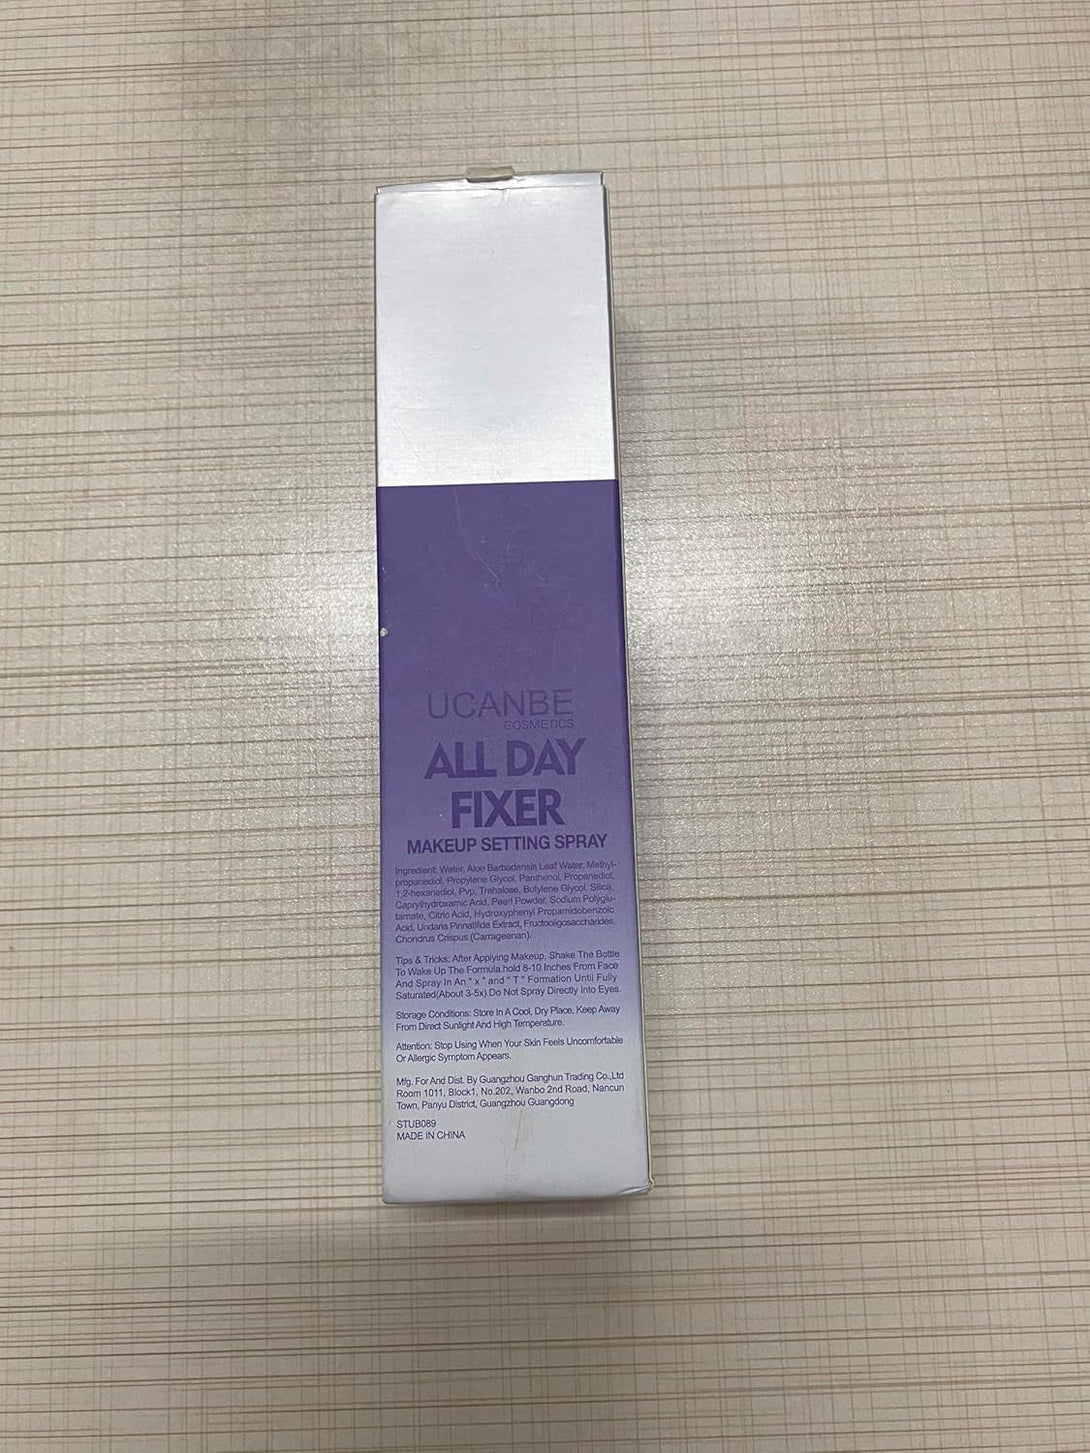 UCANBE
COSMETICS
ALL DAY
FIXER
MAKEUP SETTING SPRAY
Ingredient: Water, Aloe Barbadensis Leaf Water, Methyl-
propanediol, Propylene Glycol, Panthenol, Propanediol,
1,2-hexanediol, Pvp, Trehalose, Butylene Glycol, Silica,
Caprylhydroxamic Acid, Pearl Powder, Sodium Polyglu-
tamate, Citric Acid, Hydroxyphenyl Propamidobenzoic
Acid, Undaria Pinnatifida Extract, Fructooligosaccharides,
Chondrus Crispus (Carrageenan).
Tips & Tricks: After Applying Makeup, Shake The Bottle
To Wake Up The Formula.hold 8-10 Inches From Face
And Spray In An " x " and " T " Formation Until Fully
Saturated(About 3-5x).Do Not Spray Directly Into Eyes.
Storage Conditions: Store In A Cool, Dry Place, Keep Away
From Direct Sunlight And High Temperature.
Attention: Stop Using When Your Skin Feels Uncomfortable
Or Allergic Symptom Appears.
Mfg. For And Dist. By Guangzhou Ganghun Trading Co.,Ltd
Room 1011, Block1, No.202, Wanbo 2nd Road, Nancun
Town, Panyu District, Guangzhou Guangdong
STUB089
MADE IN CHINA